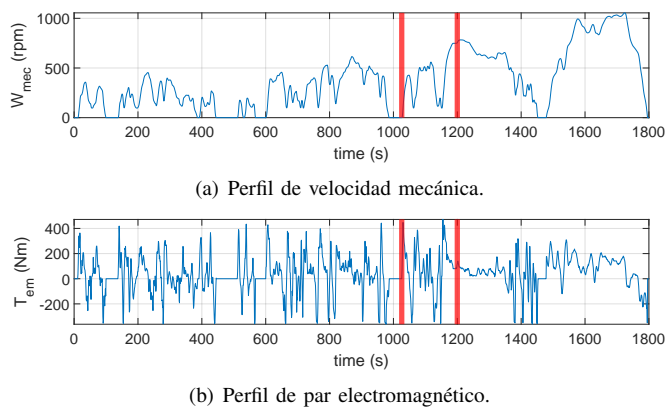 1000
500
0
W_mec (rpm)
0 200 400 600 800 1000 1200 1400 1600 1800
time (s)
(a) Perfil de velocidad mecánica.
400
200
0
-200
T_em (Nm)
0 200 400 600 800 1000 1200 1400 1600 1800
time (s)
(b) Perfil de par electromagnético.